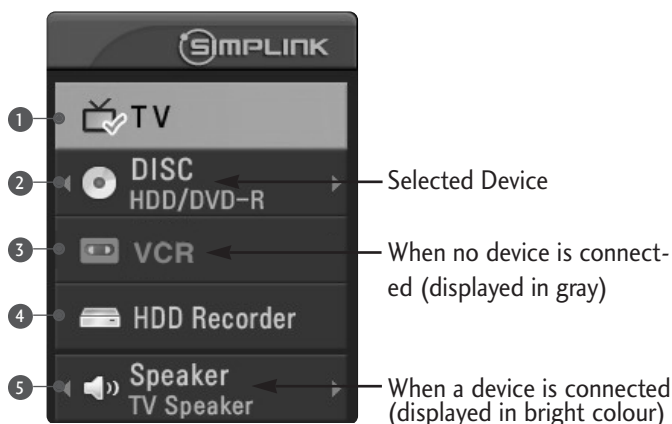 SIMPLINK
1 TV
2 DISC
HDD/DVD-R
Selected Device
3 VCR
When no device is connect-
ed (displayed in gray)
4 HDD Recorder
5 Speaker
TV Speaker
When a device is connected
(displayed in bright colour)